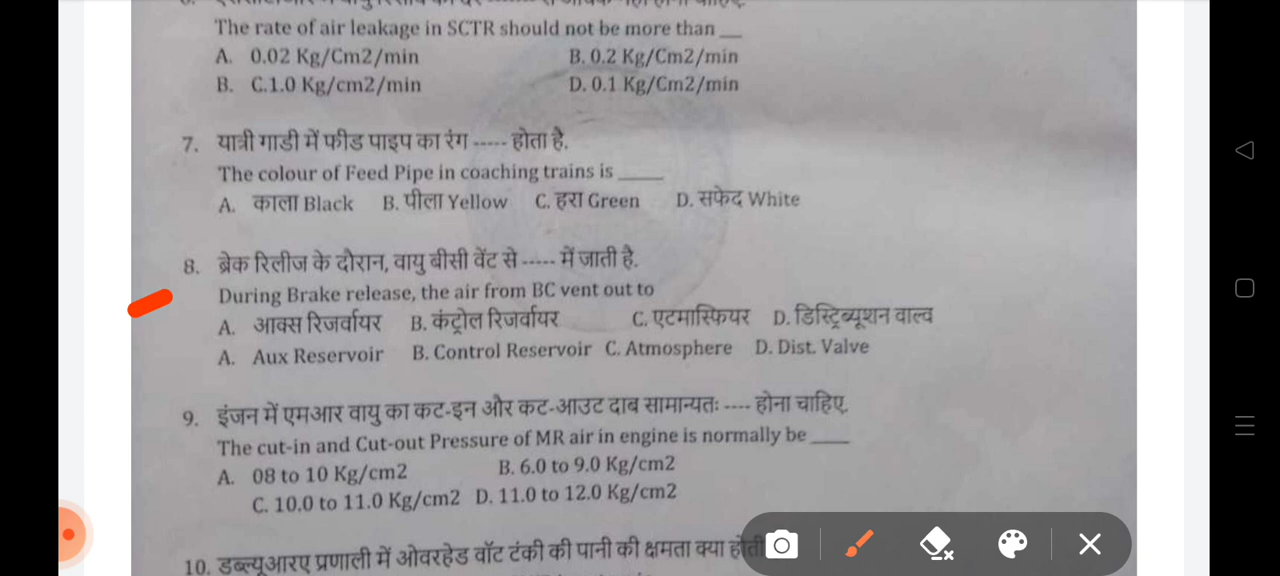 The rate of air leakage in SCTR should not be more than __
A. 0.02 Kg/Cm2/min B. 0.2 Kg/Cm2/min
B. C.1.0 Kg/cm2/min D. 0.1 Kg/Cm2/min
7. यात्री गाडी में फीड पाइप का रंग ----- होता है.
The colour of Feed Pipe in coaching trains is ____
A. काला Black B. पीला Yellow C. हरा Green D. सफेद White
8. ब्रेक रिलीज के दौरान, वायु बीसी वेंट से ----- में जाती है.
During Brake release, the air from BC vent out to
A. आक्स रिजर्वायर B. कंट्रोल रिजर्वायर C. एटमास्फियर D. डिस्ट्रिब्यूशन वाल्व
A. Aux Reservoir B. Control Reservoir C. Atmosphere D. Dist. Valve
9. इंजन में एमआर वायु का कट-इन और कट-आउट दाब सामान्यतः ---- होना चाहिए.
The cut-in and Cut-out Pressure of MR air in engine is normally be ____
A. 08 to 10 Kg/cm2 B. 6.0 to 9.0 Kg/cm2
C. 10.0 to 11.0 Kg/cm2 D. 11.0 to 12.0 Kg/cm2
10. डब्ल्यूआरए प्रणाली में ओवरहेड वॉट टंकी की पानी की क्षमता क्या होती